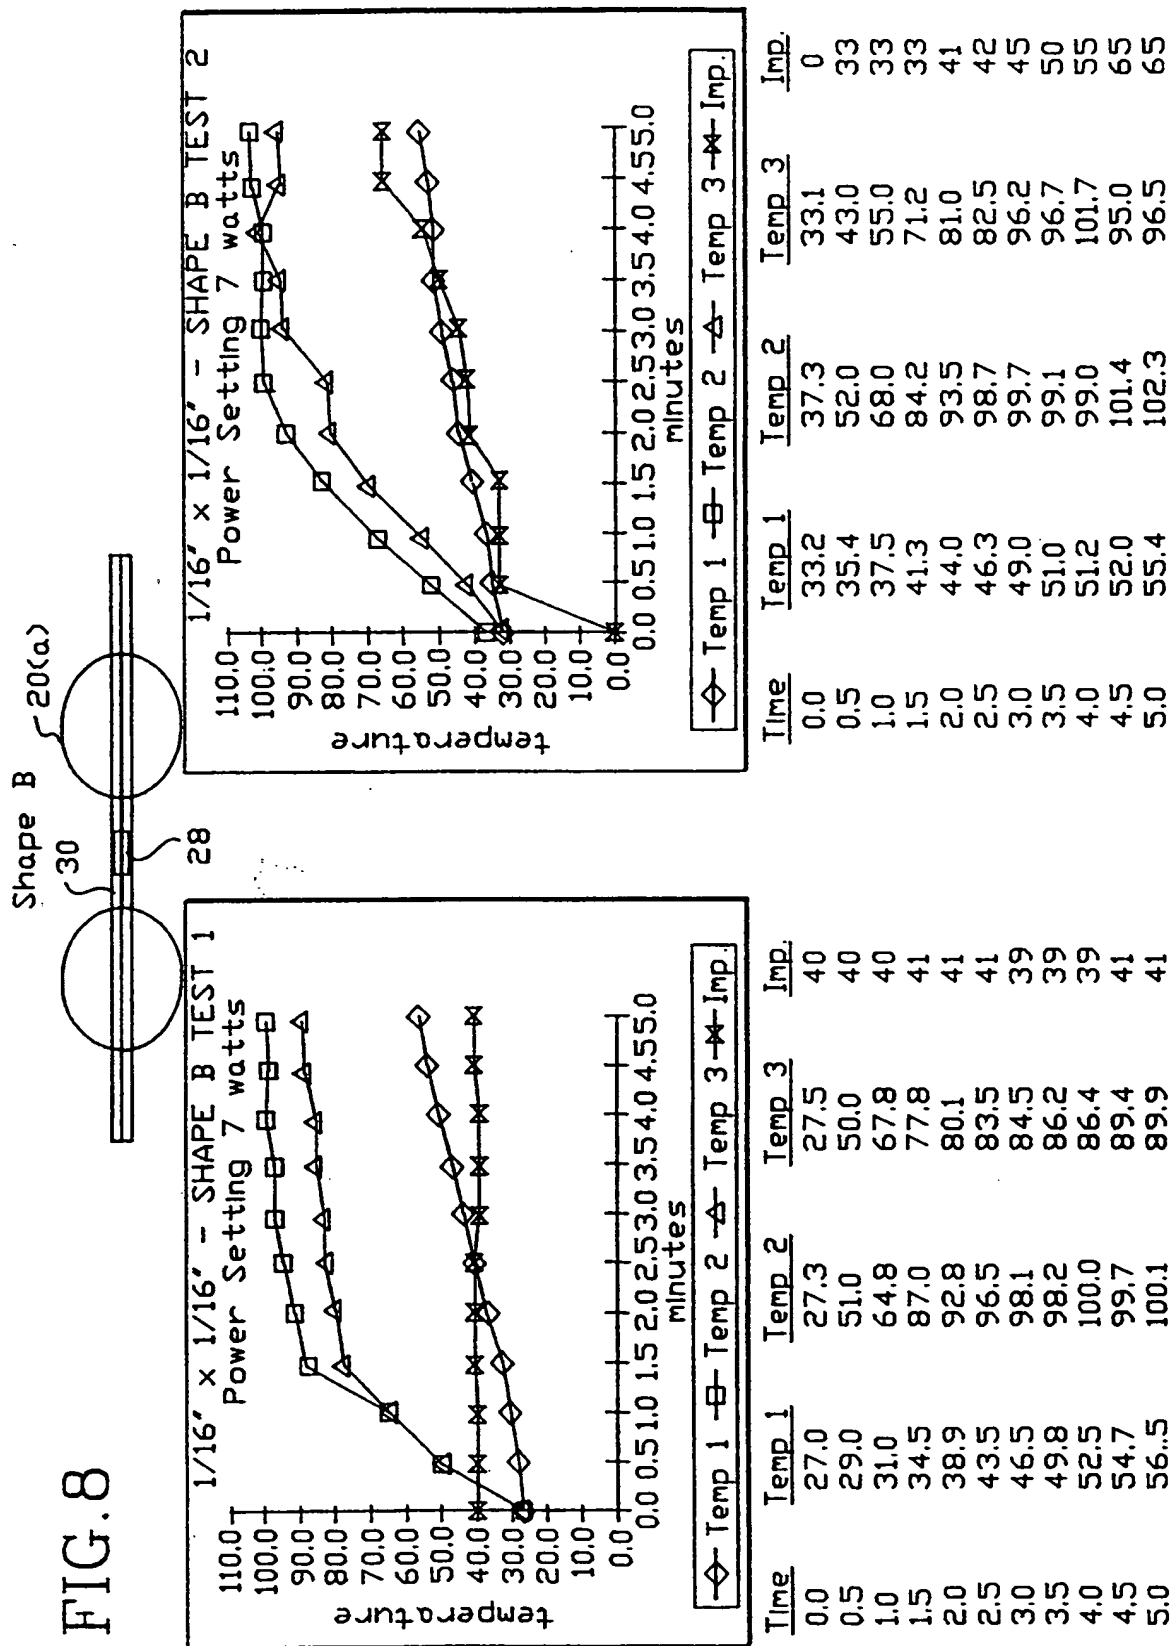 FIG.8
Shape B
30
20(a)
28
1/16" x 1/16" - SHAPE B TEST 1
Power Setting 7 watts
temperature
110.0
100.0
90.0
80.0
70.0
60.0
50.0
40.0
30.0
20.0
10.0
0.0
0.0 0.5 1.0 1.5 2.0 2.5 3.0 3.5 4.0 4.5 5.0
minutes
Temp 1 Temp 2 Temp 3 Imp.
Time Temp 1 Temp 2 Temp 3 Imp.
0.0 27.0 27.3 27.5 40
0.5 29.0 51.0 50.0 40
1.0 31.0 64.8 67.8 40
1.5 34.5 87.0 77.8 41
2.0 38.9 92.8 80.1 41
2.5 43.5 96.5 83.5 41
3.0 46.5 98.1 84.5 39
3.5 49.8 98.2 86.2 39
4.0 52.5 100.0 86.4 39
4.5 54.7 99.7 89.4 41
5.0 56.5 100.1 89.9 41
1/16" x 1/16" - SHAPE B TEST 2
Power Setting 7 watts
temperature
110.0
100.0
90.0
80.0
70.0
60.0
50.0
40.0
30.0
20.0
10.0
0.0
0.0 0.5 1.0 1.5 2.0 2.5 3.0 3.5 4.0 4.5 5.0
minutes
Temp 1 Temp 2 Temp 3 Imp.
Time Temp 1 Temp 2 Temp 3 Imp.
0.0 33.2 37.3 33.1 0
0.5 35.4 52.0 43.0 33
1.0 37.5 68.0 55.0 33
1.5 41.3 84.2 71.2 33
2.0 44.0 93.5 81.0 41
2.5 46.3 98.7 82.5 42
3.0 49.0 99.7 96.2 45
3.5 51.0 99.1 96.7 50
4.0 51.2 99.0 101.7 55
4.5 52.0 101.4 95.0 65
5.0 55.4 102.3 96.5 65